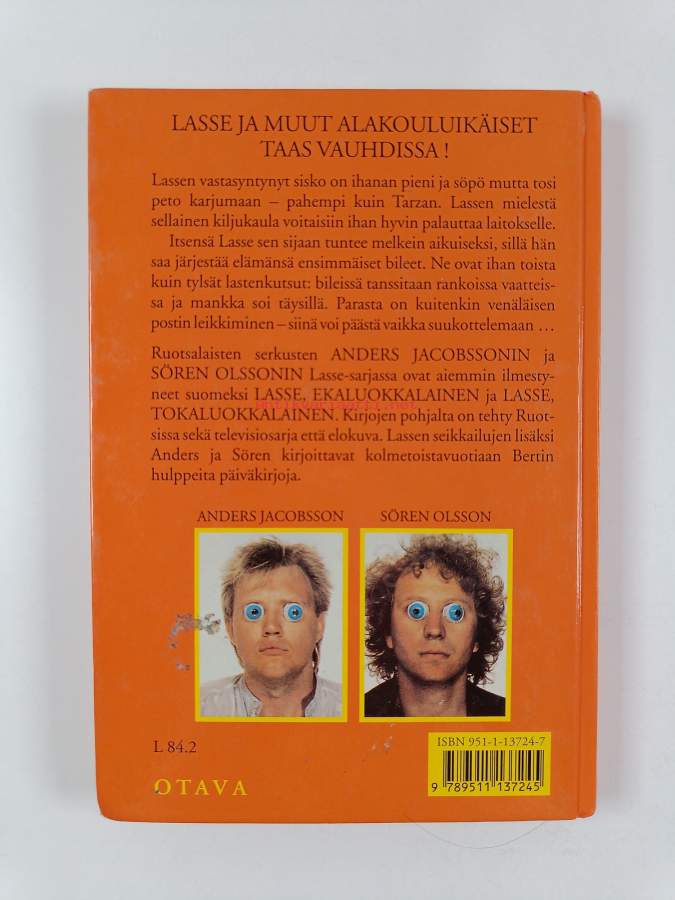 LASSE JA MUUT ALAKOULUIKÄISET
TAAS VAUHDISSA !
Lassen vastasyntynyt sisko on ihanan pieni ja söpö mutta tosi
peto karjumaan – pahempi kuin Tarzan. Lassen mielestä
sellainen kiljukaula voitaisiin ihan hyvin palauttaa laitokselle.
Itsensä Lasse sen sijaan tuntee melkein aikuiseksi, sillä hän
saa järjestää elämänsä ensimmäiset bileet. Ne ovat ihan toista
kuin tylsät lastenkutsut: bileissä tanssitaan rankoissa vaatteis-
sa ja mankka soi täysillä. Parasta on kuitenkin venäläisen
postin leikkiminen – siinä voi päästä vaikka suukottelemaan ...
Ruotsalaisten serkusten ANDERS JACOBSSONIN ja
SÖREN OLSSONIN Lasse-sarjassa ovat aiemmin ilmesty-
neet suomeksi LASSE, EKALUOKKALAINEN ja LASSE,
TOKALUOKKALAINEN. Kirjojen pohjalta on tehty Ruot-
sissa sekä televisiosarja että elokuva. Lassen seikkailujen lisäksi
Anders ja Sören kirjoittavat kolmetoistavuotiaan Bertin
hulppeita päiväkirjoja.
ANDERS JACOBSSON SÖREN OLSSON
L 84.2
OTAVA
ISBN 951-1-13724-7
9 789511 137245